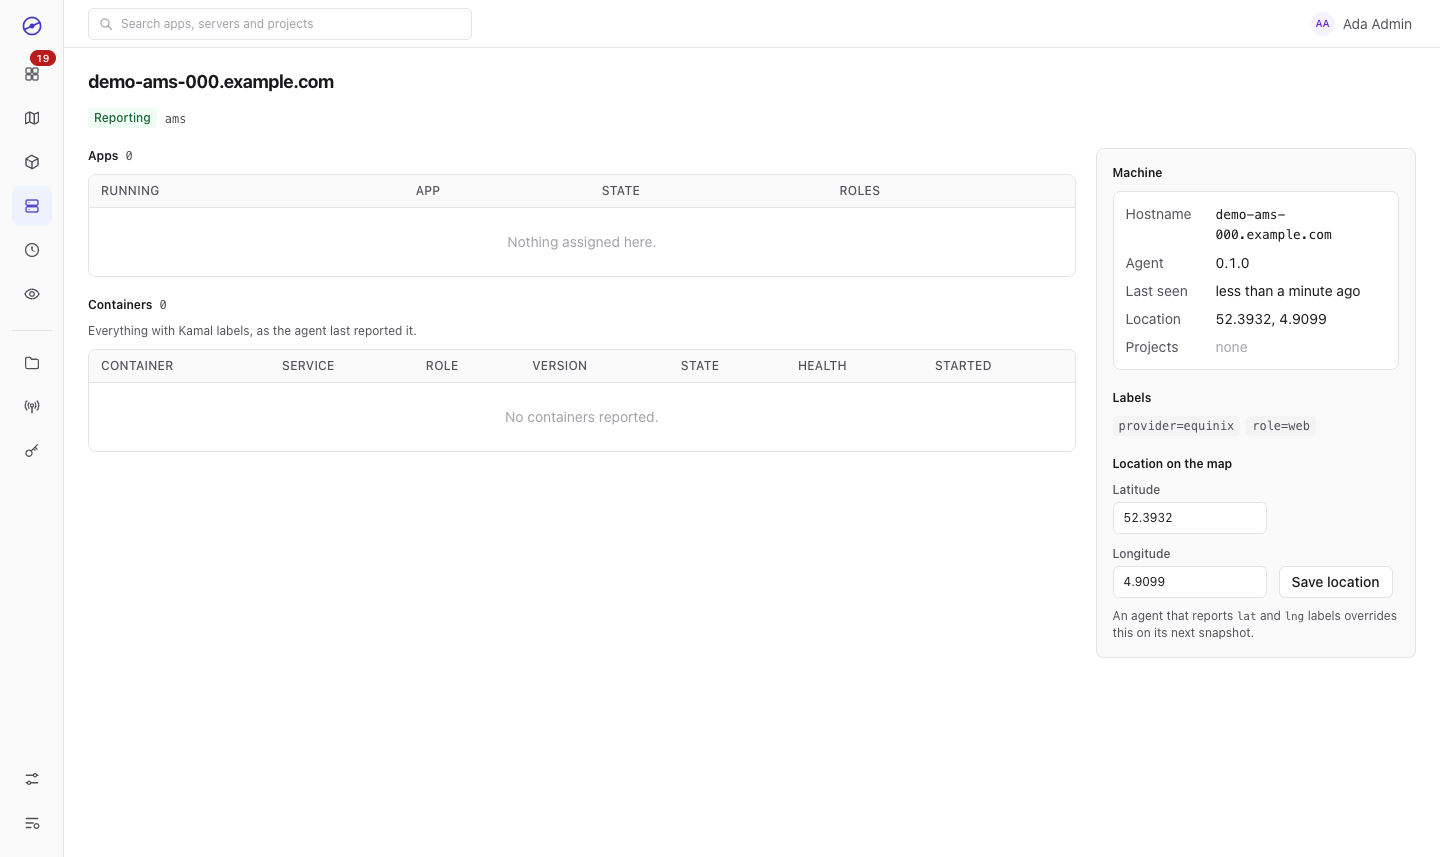 Search apps, servers and projects
AA
Ada Admin
19
demo-ams-000.example.com
Reporting ams
Apps 0
RUNNING APP STATE ROLES
Nothing assigned here.
Containers 0
Everything with Kamal labels, as the agent last reported it.
CONTAINER SERVICE ROLE VERSION STATE HEALTH STARTED
No containers reported.
Machine
Hostname demo-ams-
000.example.com
Agent 0.1.0
Last seen less than a minute ago
Location 52.3932, 4.9099
Projects none
Labels
provider=equinix role=web
Location on the map
Latitude
52.3932
Longitude
4.9099 Save location
An agent that reports lat and lng labels overrides
this on its next snapshot.